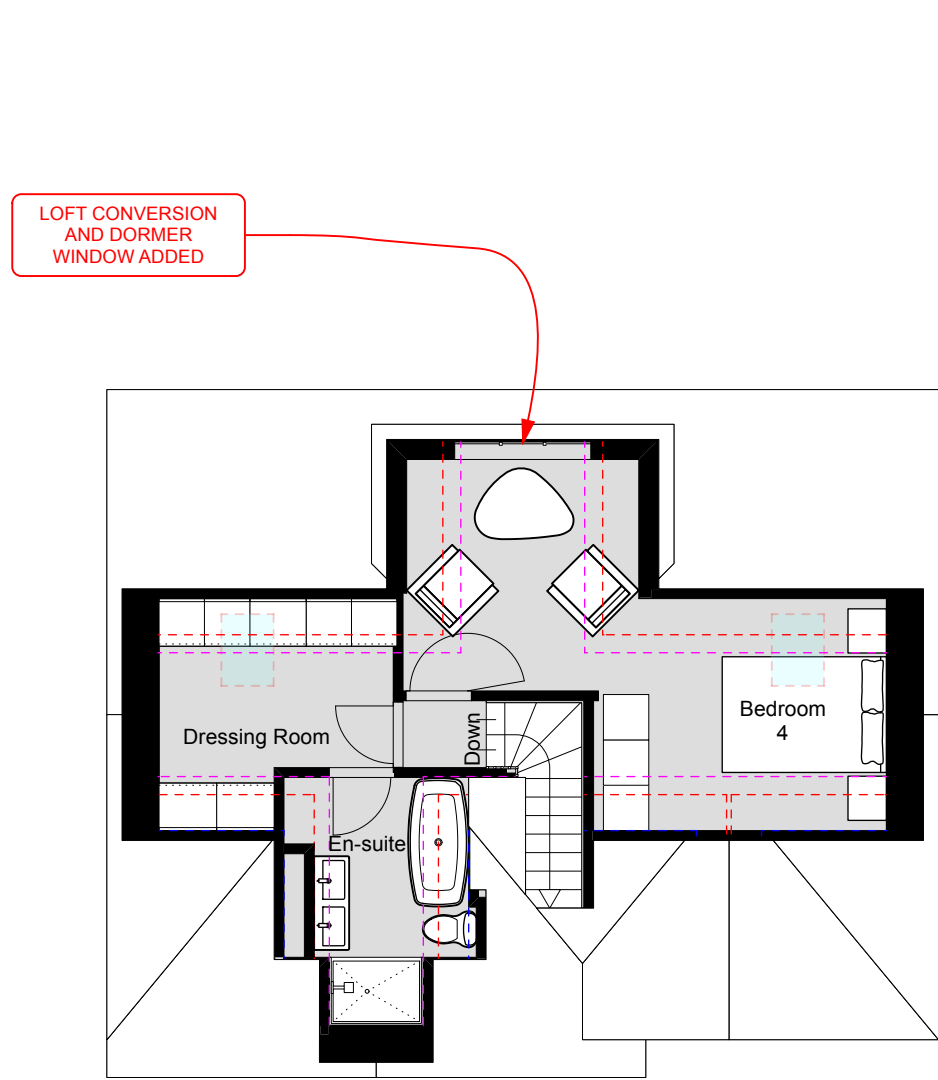 LOFT CONVERSION
AND DORMER
WINDOW ADDED
Bedroom
4
Down
Dressing Room
En-suite